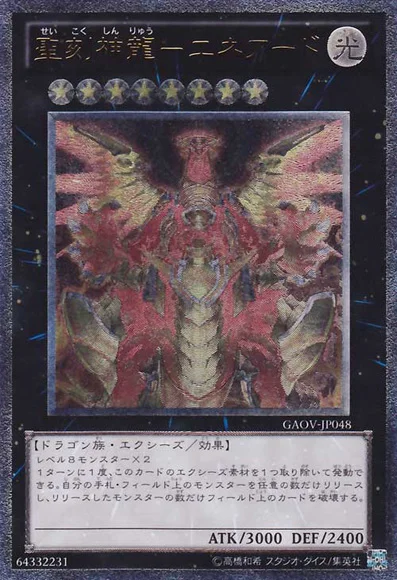 せい こく しん りゅう
聖刻神龍－エネアード
光
GAOV-JP048
【ドラゴン族・エクシーズ／効果】
レベル８モンスター×２
１ターンに１度、このカードのエクシーズ素材を１つ取り除いて発動で
きる。自分の手札・フィールド上のモンスターを任意の数だけリリース
し、リリースしたモンスターの数だけフィールド上のカードを破壊する。
ATK/3000 DEF/2400
64332231
©高橋和希 スタジオ・ダイス/集英社